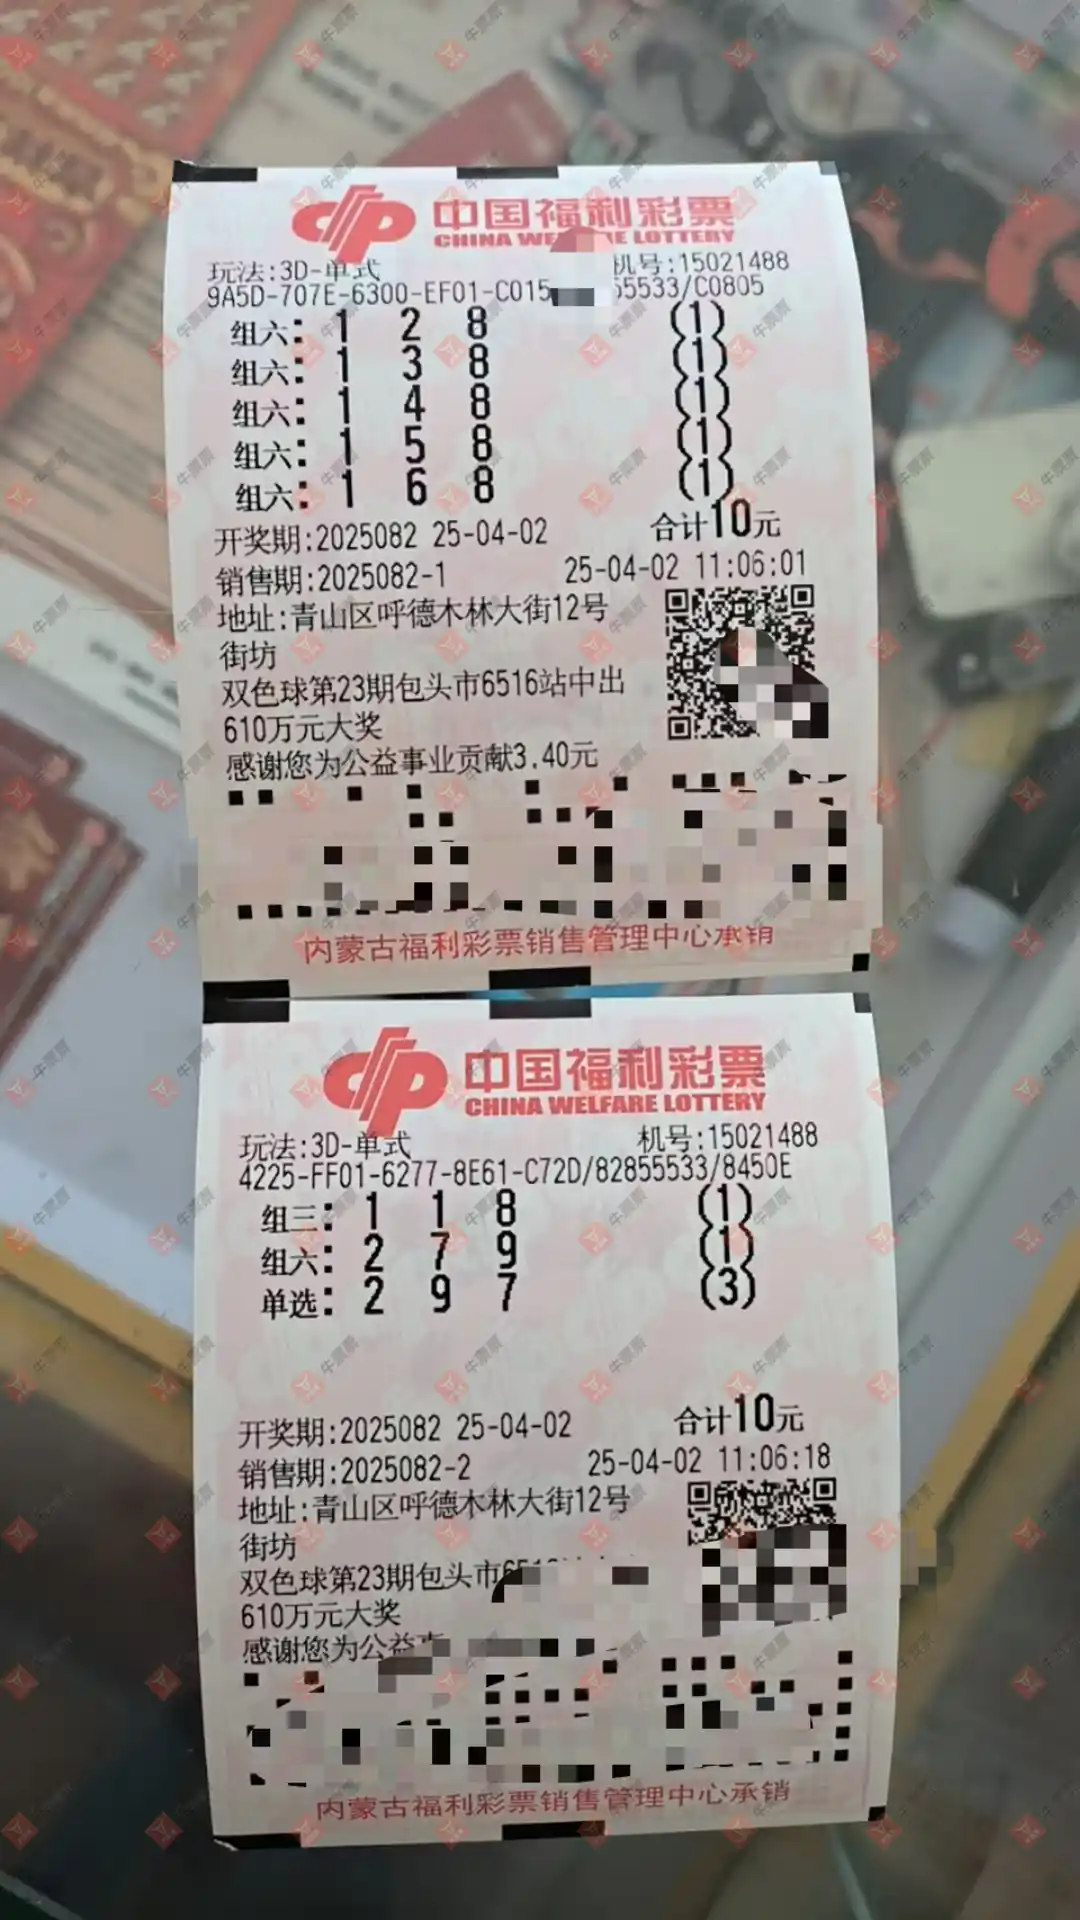 中国福利彩票
CHINA WELFARE LOTTERY
玩法:3D-单式 机号:15021488
9A5D-707E-6300-EF01-C015 55533/C0805
组六: 1 2 8 (1)
组六: 1 3 8 (1)
组六: 1 4 8 (1)
组六: 1 5 8 (1)
组六: 1 6 8 (1)
开奖期:2025082 25-04-02 合计10元
销售期:2025082-1 25-04-02 11:06:01
地址:青山区呼德木林大街12号
街坊
双色球第23期包头市6516站中出
610万元大奖
感谢您为公益事业贡献3.40元
内蒙古福利彩票销售管理中心承销
中国福利彩票
CHINA WELFARE LOTTERY
玩法:3D-单式 机号:15021488
4225-FF01-6277-8E61-C72D/82855533/8450E
组三: 1 1 8 (1)
组六: 2 7 9 (1)
单选: 2 9 7 (3)
开奖期:2025082 25-04-02 合计10元
销售期:2025082-2 25-04-02 11:06:18
地址:青山区呼德木林大街12号
街坊
双色球第23期包头市
610万元大奖
感谢您为公益
内蒙古福利彩票销售管理中心承销
牛票票